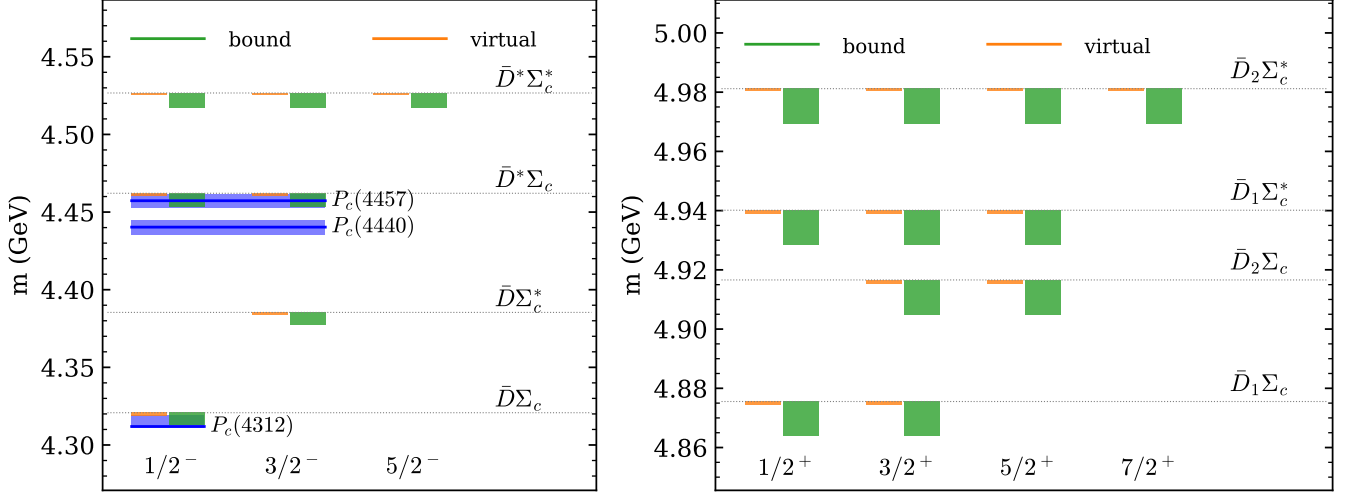 bound virtual
4.55
D̄*Σc*
4.50
D̄*Σc
Pc(4457)
4.45
Pc(4440)
m (GeV)
4.40
D̄Σc*
4.35
D̄Σc
Pc(4312)
4.30
1/2⁻ 3/2⁻ 5/2⁻
5.00
bound virtual
D̄2Σc*
4.98
4.96
D̄1Σc*
4.94
m (GeV)
D̄2Σc
4.92
4.90
D̄1Σc
4.88
4.86
1/2⁺ 3/2⁺ 5/2⁺ 7/2⁺